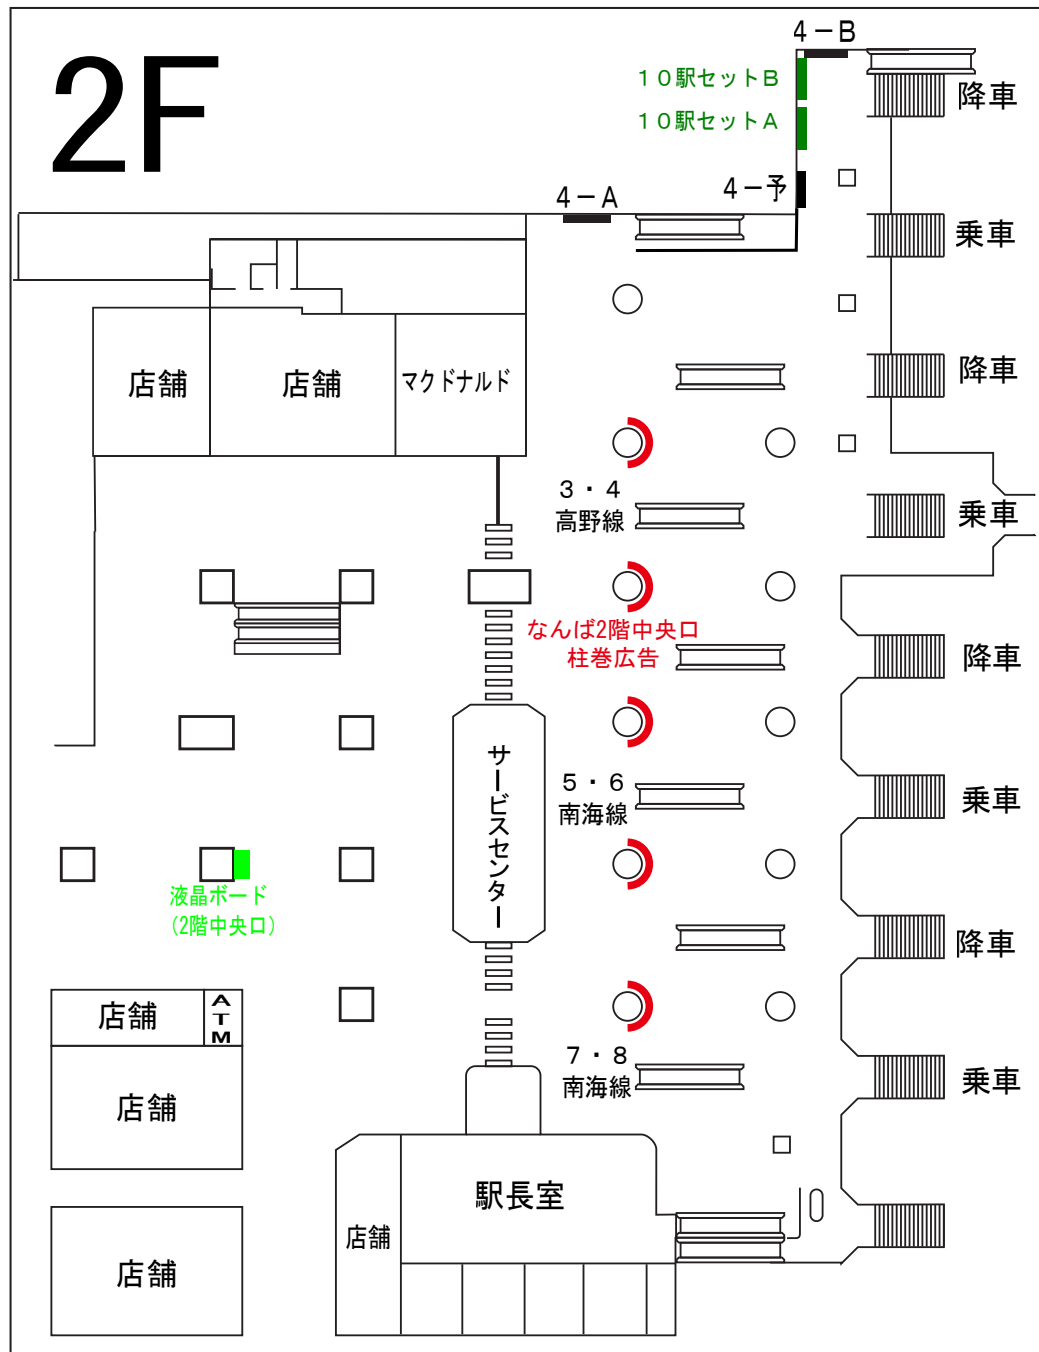 2F
4－B
１０駅セットB
１０駅セットA
4－予
4－A
降車
乗車
降車
乗車
降車
乗車
降車
乗車
店舗
店舗
マクドナルド
3・4
高野線
なんば2階中央口
柱巻広告
サービスセンター
5・6
南海線
液晶ボード
(2階中央口)
店舗
ATM
7・8
南海線
店舗
駅長室
店舗
店舗